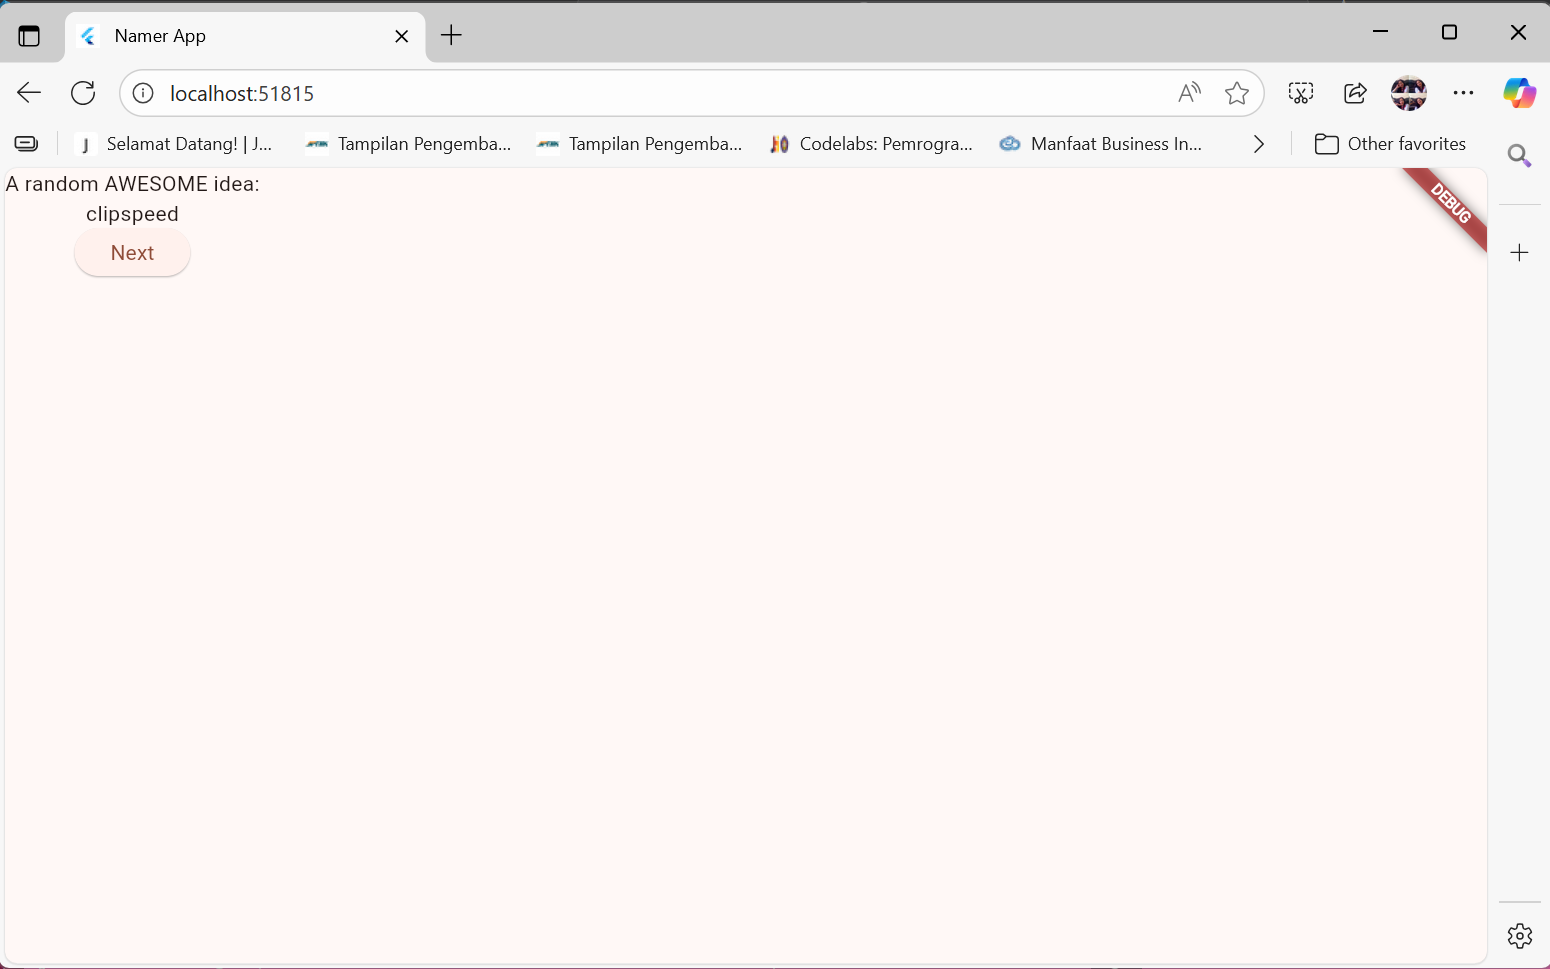 Namer App
localhost:51815
Selamat Datang! | J... Tampilan Pengemba... Tampilan Pengemba... Codelabs: Pemrogra... Manfaat Business In... Other favorites
A random AWESOME idea:
DEBUG
clipspeed
Next